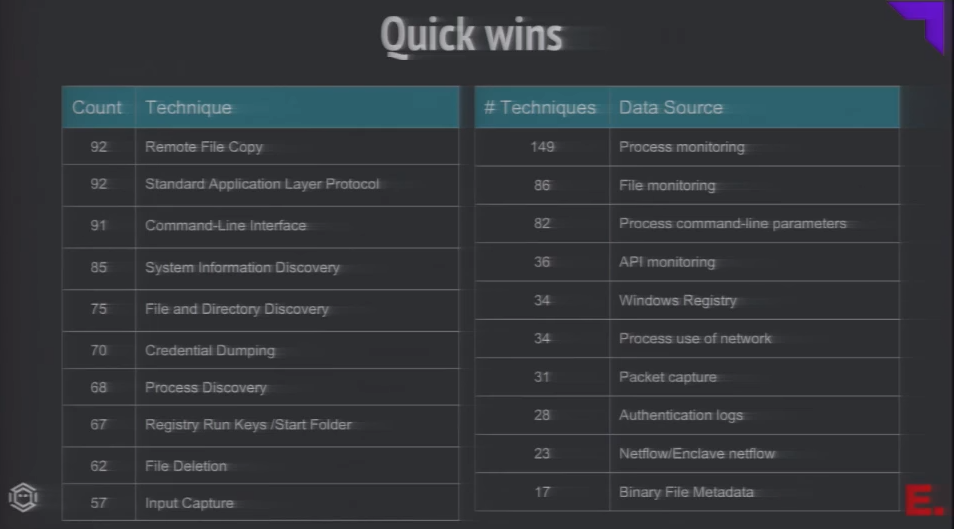 Quick wins
Count Technique
92 Remote File Copy
92 Standard Application Layer Protocol
91 Command-Line Interface
85 System Information Discovery
75 File and Directory Discovery
70 Credential Dumping
68 Process Discovery
67 Registry Run Keys /Start Folder
62 File Deletion
57 Input Capture
# Techniques Data Source
149 Process monitoring
86 File monitoring
82 Process command-line parameters
36 API monitoring
34 Windows Registry
34 Process use of network
31 Packet capture
28 Authentication logs
23 Netflow/Enclave netflow
17 Binary File Metadata
E.